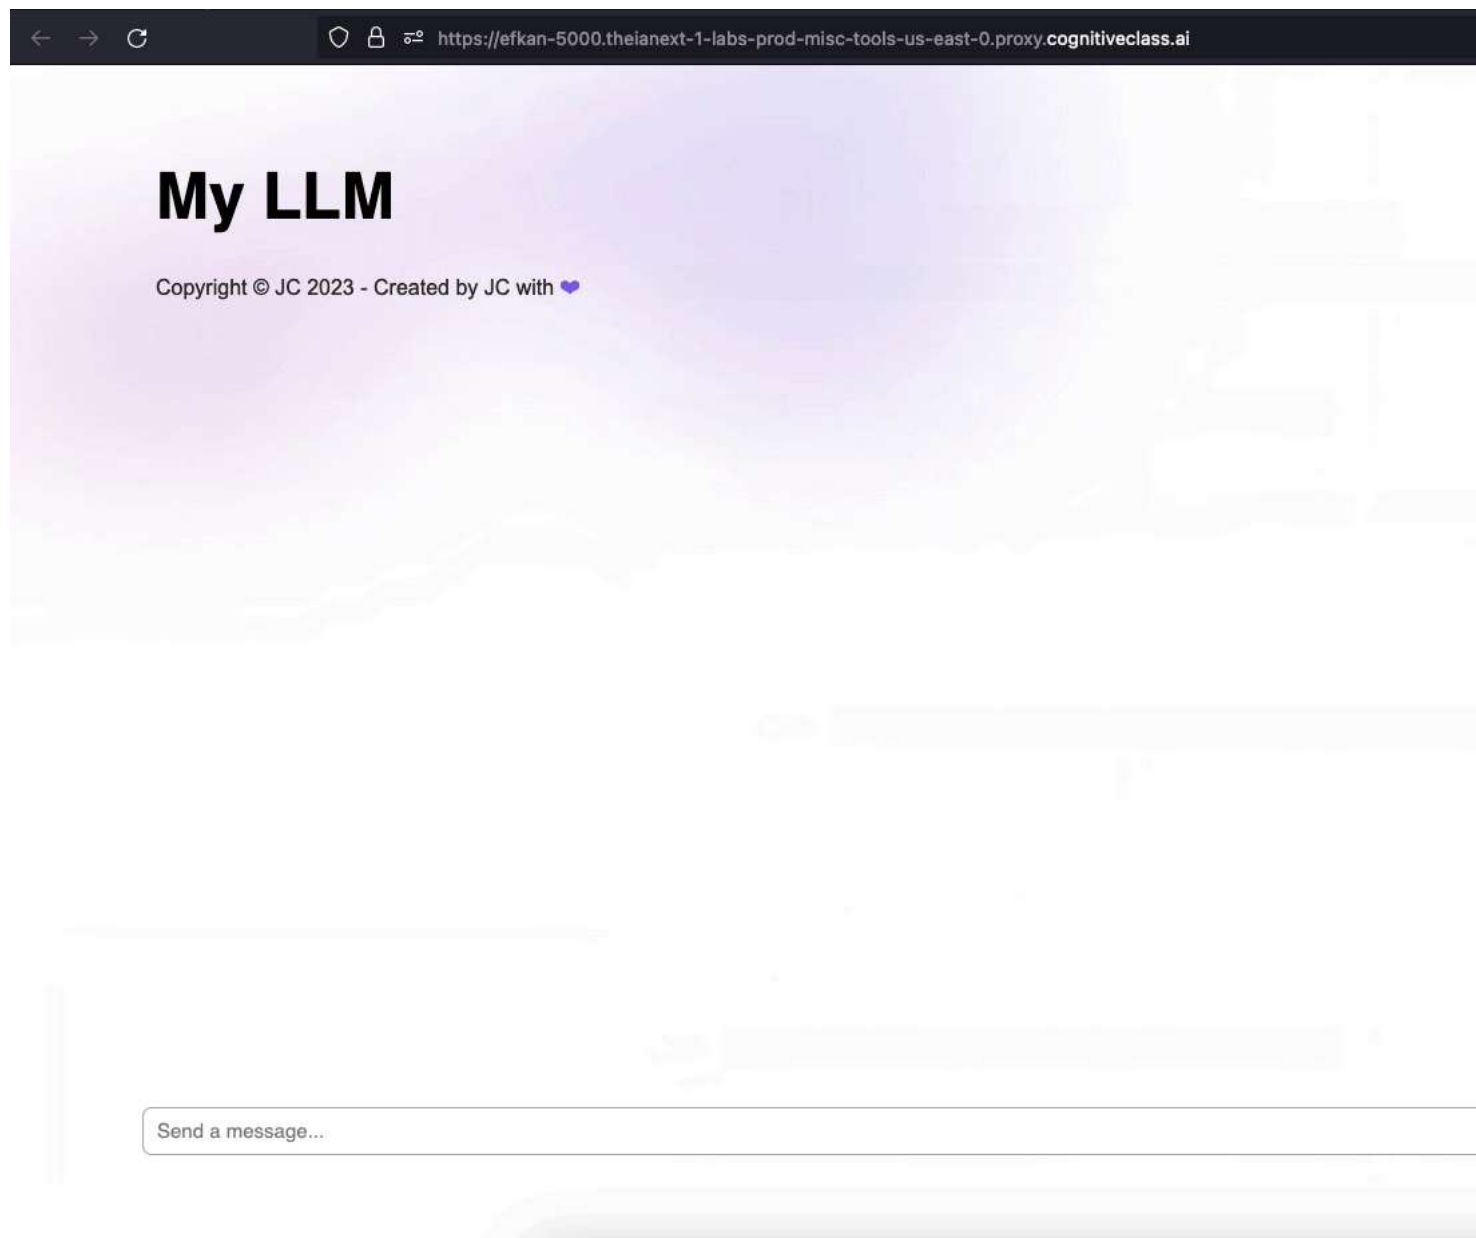 https://efkan-5000.theianext-1-labs-prod-misc-tools-us-east-0.proxy.cognitiveclass.ai
My LLM
Copyright © JC 2023 - Created by JC with 💜
Send a message...